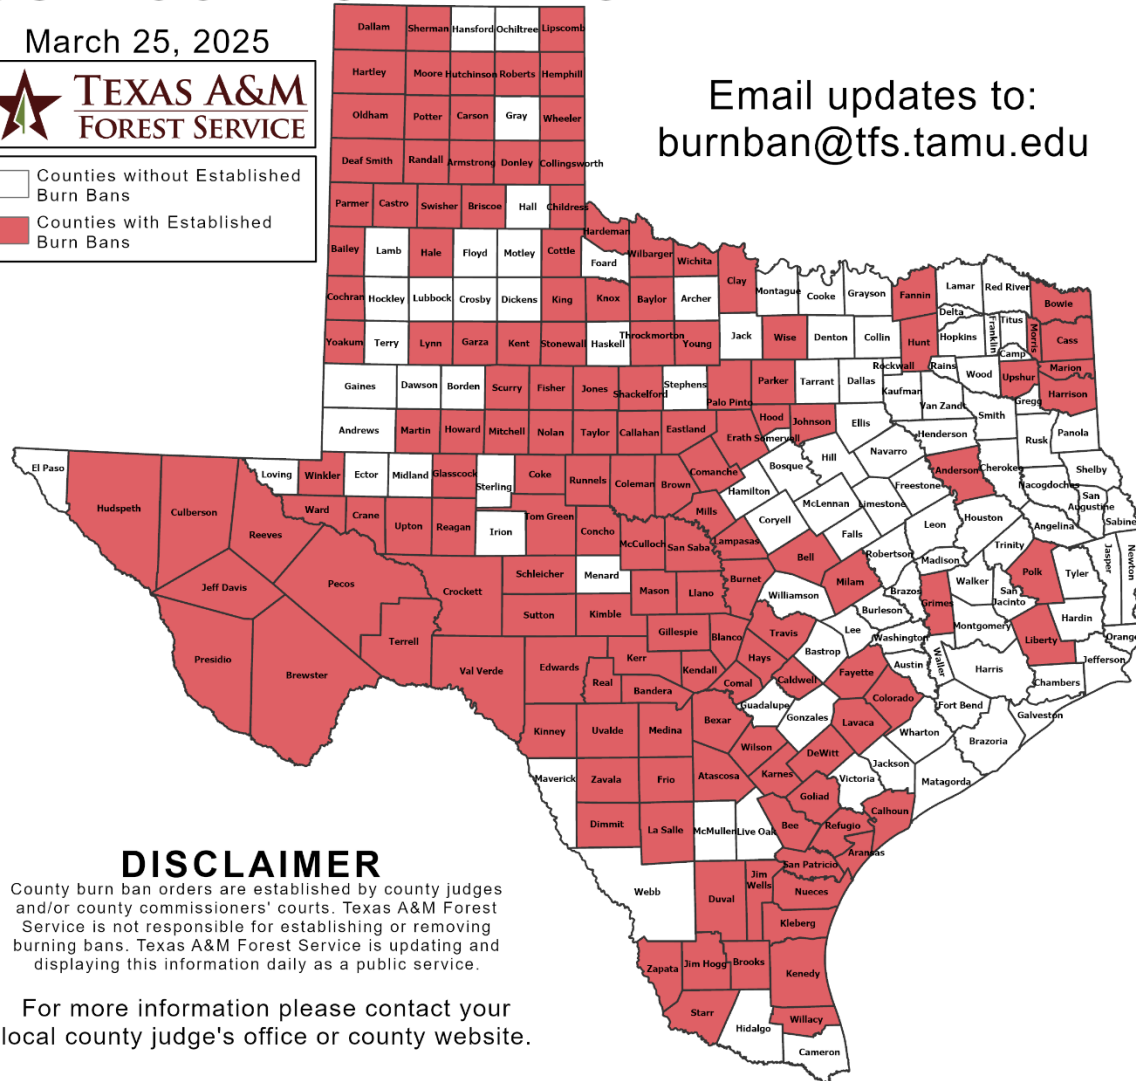 March 25, 2025
TEXAS A&M
FOREST SERVICE
Counties without Established
Burn Bans
Counties with Established
Burn Bans
Email updates to:
burnban@tfs.tamu.edu
Dallam Sherman Hansford Ochiltree Lipscomb
Hartley Moore Hutchinson Roberts Hemphill
Oldham Potter Carson Gray Wheeler
Deaf Smith Randall Armstrong Donley Collingsworth
Parmer Castro Swisher Briscoe Hall Childress
Hardeman
Bailey Lamb Hale Floyd Motley Cottle Foard Wilbarger Wichita
Clay Montague Cooke Grayson Fannin Lamar Red River Bowie
Cochran Hockley Lubbock Crosby Dickens King Knox Baylor Archer
Delta Titus Franklin Morris
Yoakum Terry Lynn Garza Kent Stonewall Haskell Throckmorton Young Jack Wise Denton Collin Hunt Hopkins Camp Cass
Rockwall Rains Wood Upshur Marion
Gaines Dawson Borden Scurry Fisher Jones Shackelford Stephens Palo Pinto Parker Tarrant Dallas Kaufman Van Zandt Gregg Harrison
Smith
Andrews Martin Howard Mitchell Nolan Taylor Callahan Eastland Erath Hood Somervell Johnson Ellis Henderson Rusk Panola
El Paso Loving Winkler Ector Midland Glasscock Sterling Coke Runnels Coleman Brown Comanche Bosque Hill Navarro Anderson Cherokee Shelby
Nacogdoches San
Augustine
Hamilton McLennan Limestone Freestone Sabine
Hudspeth Culberson Reeves Ward Crane Upton Reagan Irion Tom Green Concho Mills Coryell Falls Leon Houston Angelina
McCulloch San Saba Lampasas Bell Robertson Madison Trinity Jasper Newton
Jeff Davis Pecos Crockett Schleicher Menard Mason Llano Burnet Williamson Milam Brazos Grimes Walker San
Jacinto Polk Tyler
Terrell Sutton Kimble Gillespie Blanco Travis Lee Burleson Washington Montgomery Liberty Hardin Orange
Presidio Brewster Val Verde Edwards Real Kerr Kendall Hays Bastrop Fayette Austin Waller Harris Jefferson
Bandera Comal Caldwell Colorado Fort Bend Chambers
Guadalupe Gonzales Galveston
Kinney Uvalde Medina Bexar Lavaca Wharton Brazoria
Wilson DeWitt Jackson
Maverick Zavala Frio Atascosa Karnes Victoria Matagorda
Goliad Calhoun
Dimmit La Salle McMullen Live Oak Bee Refugio
Aransas
San Patricio
Webb Duval Jim
Wells Nueces
Kleberg
Zapata Jim Hogg Brooks Kenedy
Starr Willacy
Hidalgo
Cameron
DISCLAIMER
County burn ban orders are established by county judges
and/or county commissioners' courts. Texas A&M Forest
Service is not responsible for establishing or removing
burning bans. Texas A&M Forest Service is updating and
displaying this information daily as a public service.
For more information please contact your
local county judge's office or county website.